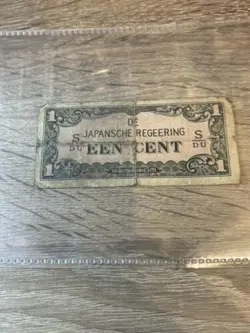 DE
JAPANSCHE REGEERING
S/DU EEN CENT S/DU
1 1
1 1